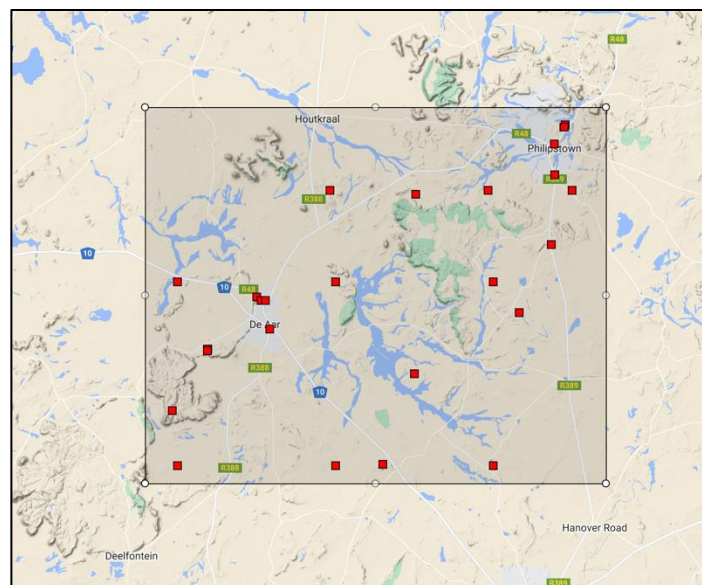 R48
Houtkraal
R48
Philipstown
R389
R388
10
10
R48
De Aar
R388
10
R389
R388
Hanover Road
Deelfontein
R389